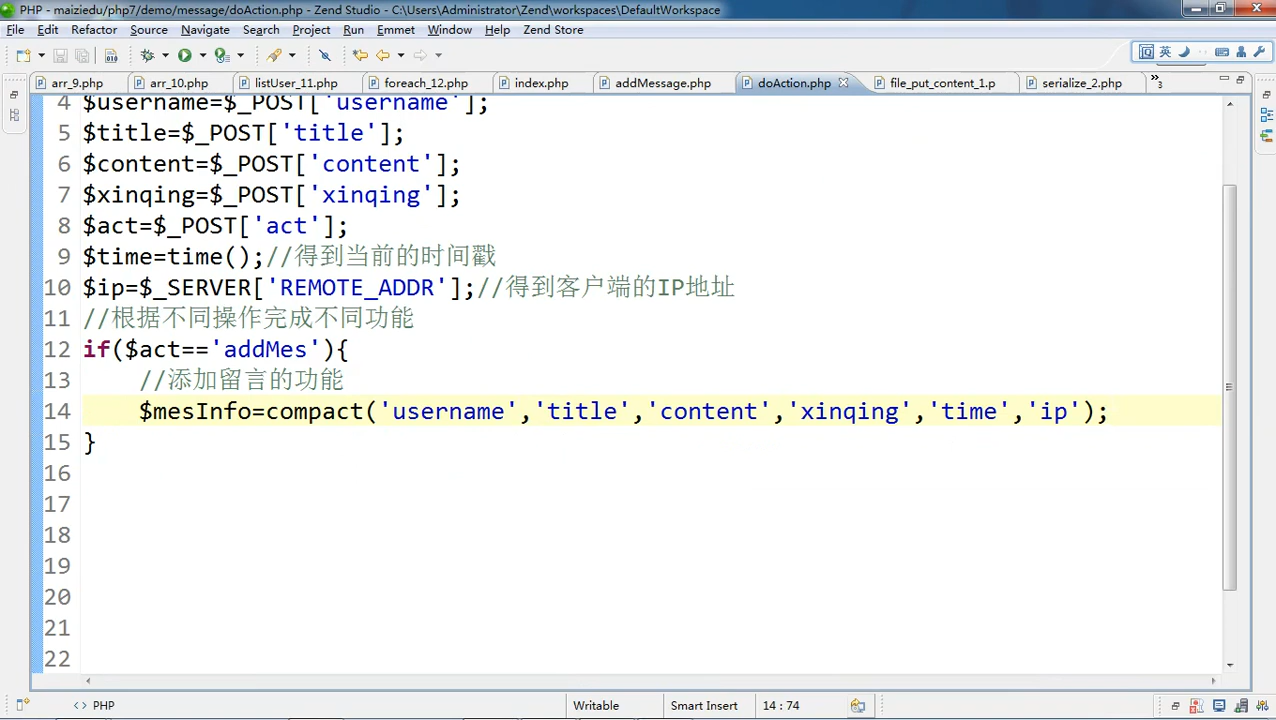 PHP - maiziedu/php7/demo/message/doAction.php - Zend Studio - C:\Users\Administrator\Zend\workspaces\DefaultWorkspace
File Edit Refactor Source Navigate Search Project Run Emmet Window Help Zend Store
英
arr_9.php arr_10.php listUser_11.php foreach_12.php index.php addMessage.php doAction.php file_put_content_1.p serialize_2.php »3
4 $username=$_POST['username'];
5 $title=$_POST['title'];
6 $content=$_POST['content'];
7 $xinqing=$_POST['xinqing'];
8 $act=$_POST['act'];
9 $time=time();//得到当前的时间戳
10 $ip=$_SERVER['REMOTE_ADDR'];//得到客户端的IP地址
11 //根据不同操作完成不同功能
12 if($act=='addMes'){
13 //添加留言的功能
14 $mesInfo=compact('username','title','content','xinqing','time','ip');
15 }
16
17
18
19
20
21
22
<> PHP Writable Smart Insert 14 : 74